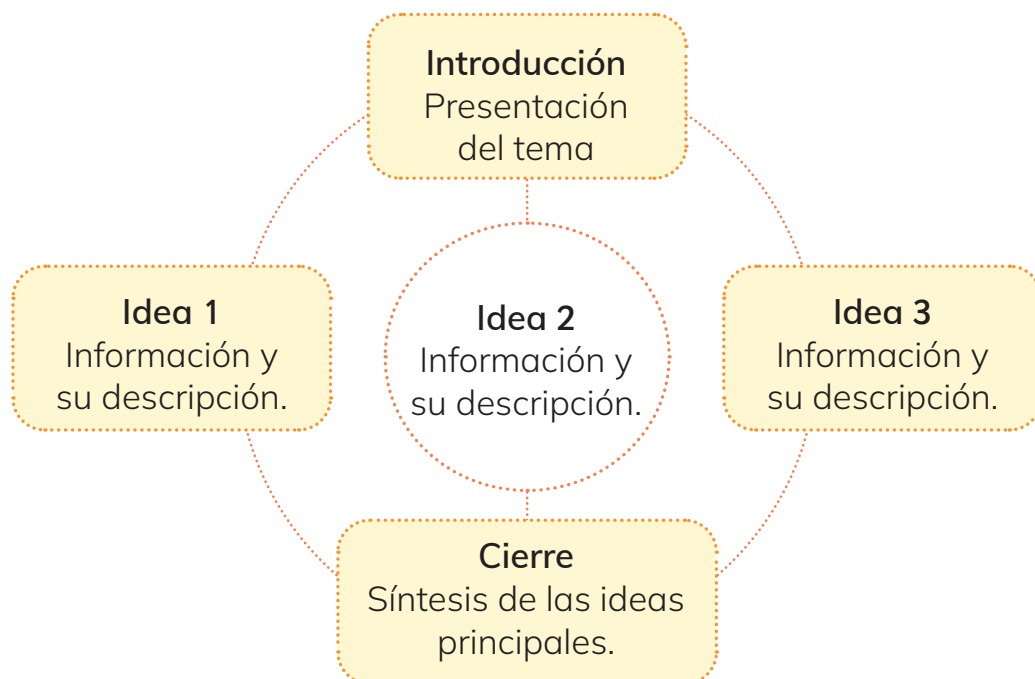 Introducción
Presentación
del tema
Idea 1
Información y
su descripción.
Idea 2
Información y
su descripción.
Idea 3
Información y
su descripción.
Cierre
Síntesis de las ideas
principales.